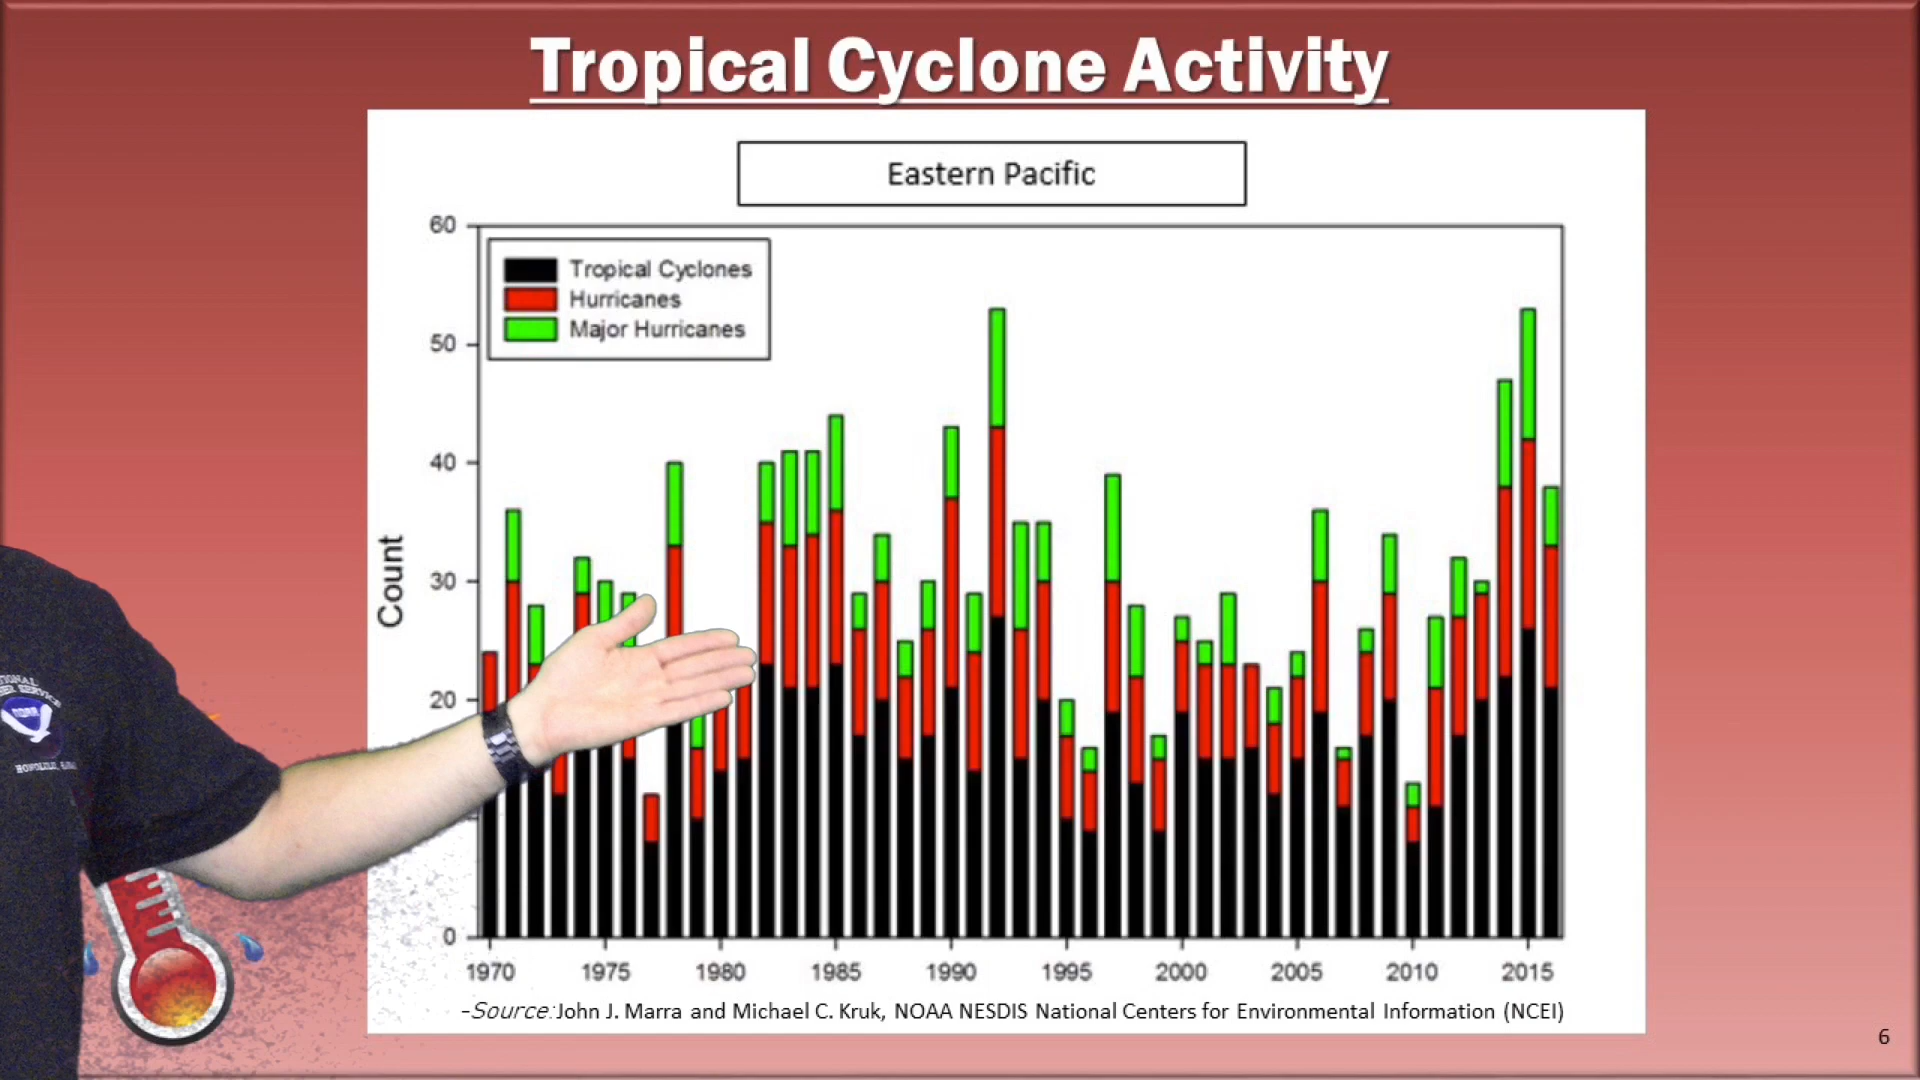 Tropical Cyclone Activity
Eastern Pacific
60
Tropical Cyclones
Hurricanes
Major Hurricanes
50
40
Count
30
20
0
1970 1975 1980 1985 1990 1995 2000 2005 2010 2015
-Source: John J. Marra and Michael C. Kruk, NOAA NESDIS National Centers for Environmental Information (NCEI)
6
NOAA